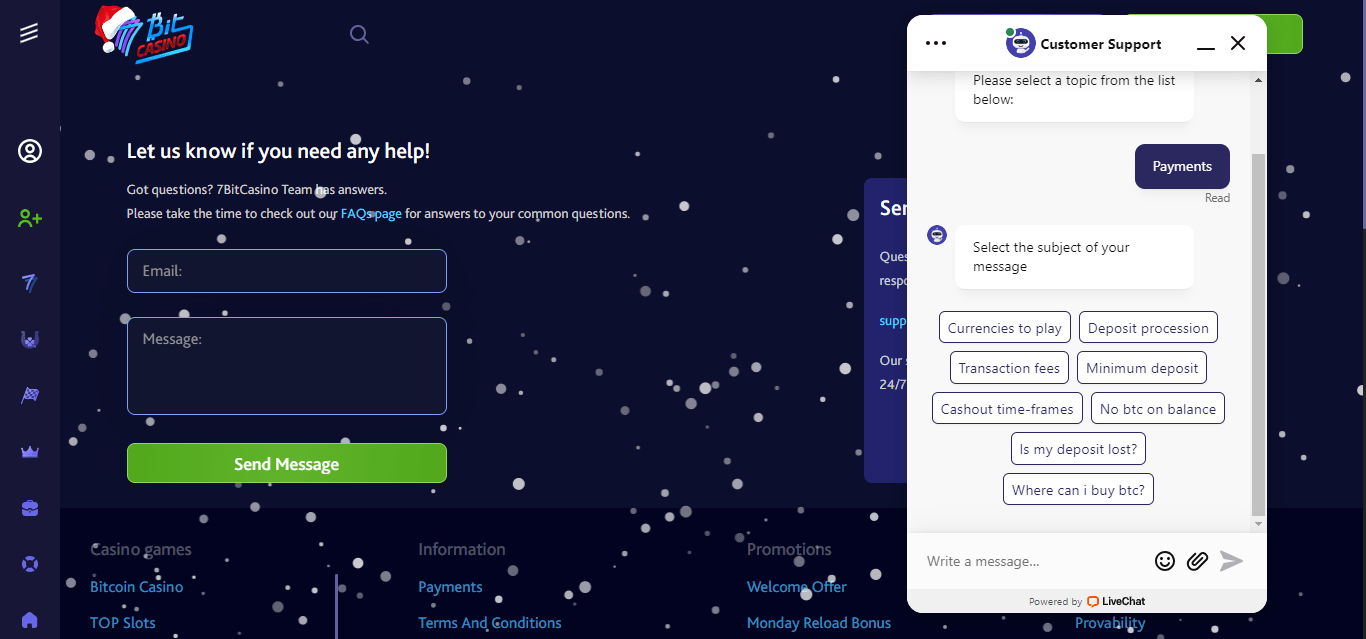 7Bit
CASINO
Let us know if you need any help!
Got questions? 7BitCasino Team has answers.
Please take the time to check out our FAQs page for answers to your common questions.
Email:
Message:
Send Message
Casino games
Bitcoin Casino
TOP Slots
Information
Payments
Terms And Conditions
Promotions
Welcome Offer
Monday Reload Bonus
Provability
Our
24/7
Customer Support
Please select a topic from the list
below:
Payments
Read
Select the subject of your
message
Currencies to play
Deposit procession
Transaction fees
Minimum deposit
Cashout time-frames
No btc on balance
Is my deposit lost?
Where can i buy btc?
Write a message...
Powered by LiveChat